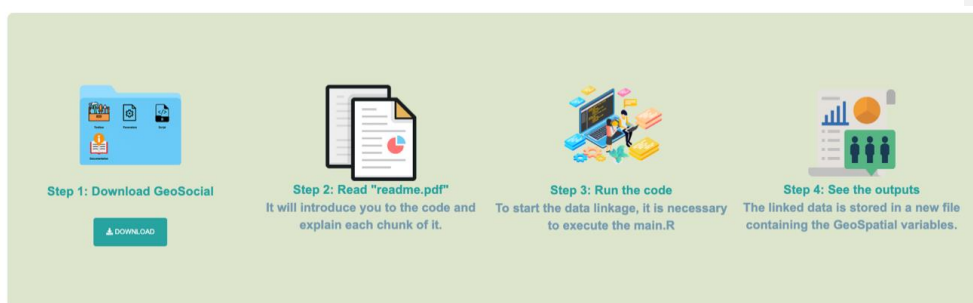 Step 1: Download GeoSocial
DOWNLOAD
Step 2: Read "readme.pdf"
It will introduce you to the code and
explain each chunk of it.
Step 3: Run the code
To start the data linkage, it is necessary
to execute the main.R
Step 4: See the outputs
The linked data is stored in a new file
containing the GeoSpatial variables.